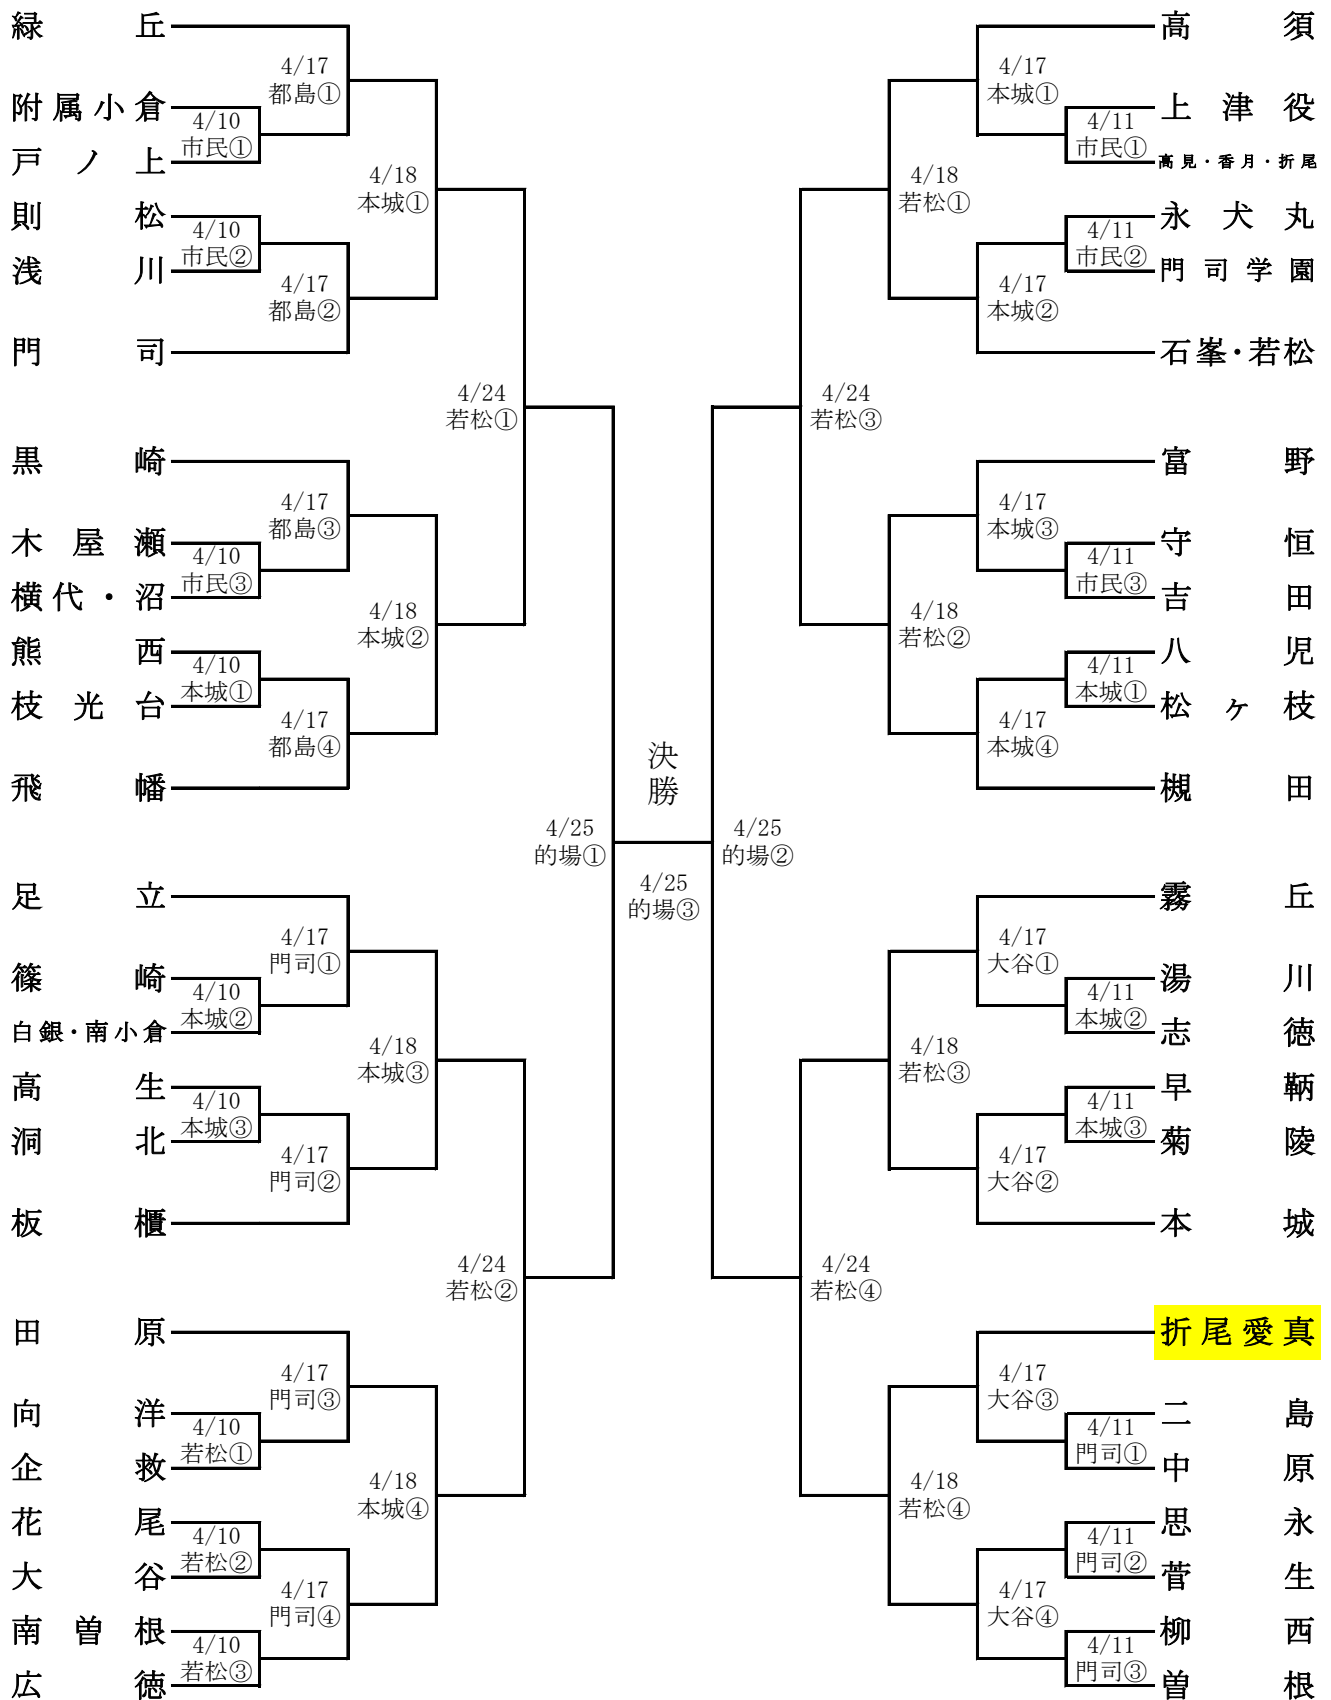 緑丘
4/17
都島①
附属小倉
4/10
市民①
戸ノ上
4/18
本城①
則松
4/10
市民②
浅川
4/17
都島②
門司
4/24
若松①
黒崎
4/17
都島③
木屋瀬
4/10
市民③
横代・沼
4/18
本城②
熊西
4/10
本城①
枝光台
4/17
都島④
飛幡
4/25
的場①
足立
4/17
門司①
篠崎
4/10
本城②
白銀・南小倉
4/18
本城③
高生
4/10
本城③
洞北
4/17
門司②
板櫃
4/24
若松②
田原
4/17
門司③
向洋
4/10
若松①
企救
4/18
本城④
花尾
4/10
若松②
大谷
4/17
門司④
南曽根
4/10
若松③
広徳
決勝
4/25
的場③
高須
4/17
本城①
上津役
4/11
市民①
高見・香月・折尾
4/18
若松①
永犬丸
4/11
市民②
門司学園
4/17
本城②
石峯・若松
4/24
若松③
富野
4/17
本城③
守恒
4/11
市民③
吉田
4/18
若松②
八児
4/11
本城①
松ヶ枝
4/17
本城④
槻田
4/25
的場②
霧丘
4/17
大谷①
湯川
4/11
本城②
志徳
4/18
若松③
早鞆
4/11
本城③
菊陵
4/17
大谷②
本城
4/24
若松④
折尾愛真
4/17
大谷③
二島
4/11
門司①
中原
4/18
若松④
思永
4/11
門司②
菅生
4/17
大谷④
柳西
4/11
門司③
曽根